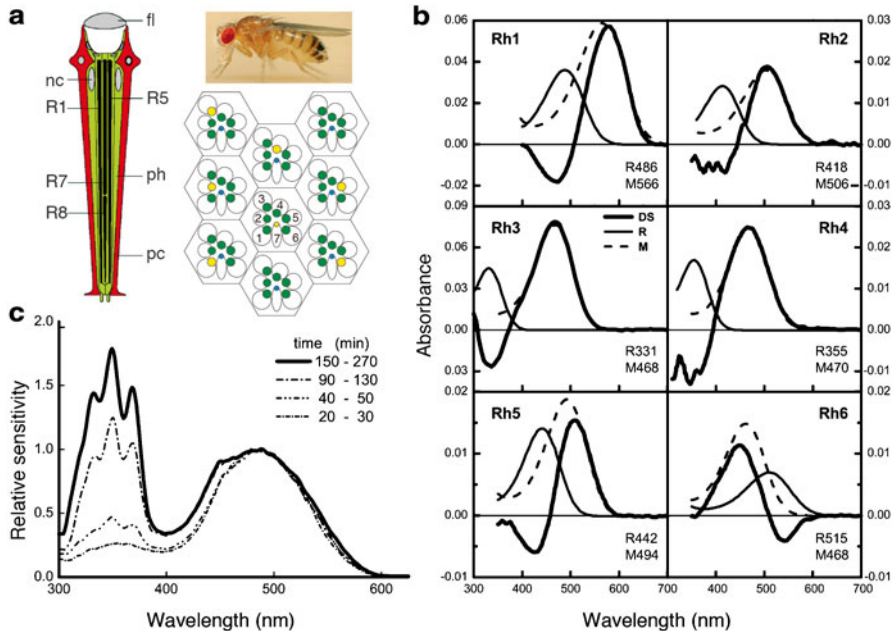 a
fl
nc
R1
R5
R7
ph
R8
pc
3
4
2
5
1
7
6
b
Rh1
R486
M566
Rh2
R418
M506
Rh3
DS
R
M
R331
M468
Rh4
R355
M470
Rh5
R442
M494
Rh6
R515
M468
0.06
0.04
0.02
0.00
-0.02
0.09
0.06
0.03
0.00
0.03
0.02
0.01
0.00
-0.01
0.06
0.04
0.02
0.00
-0.02
0.02
0.01
0.00
-0.01
0.02
0.01
0.00
-0.01
Absorbance
300 400 500 600 700 400 500 600 700
Wavelength (nm)
c
2.0
1.5
1.0
0.5
0.0
Relative sensitivity
time (min)
150 - 270
90 - 130
40 - 50
20 - 30
300 400 500 600
Wavelength (nm)